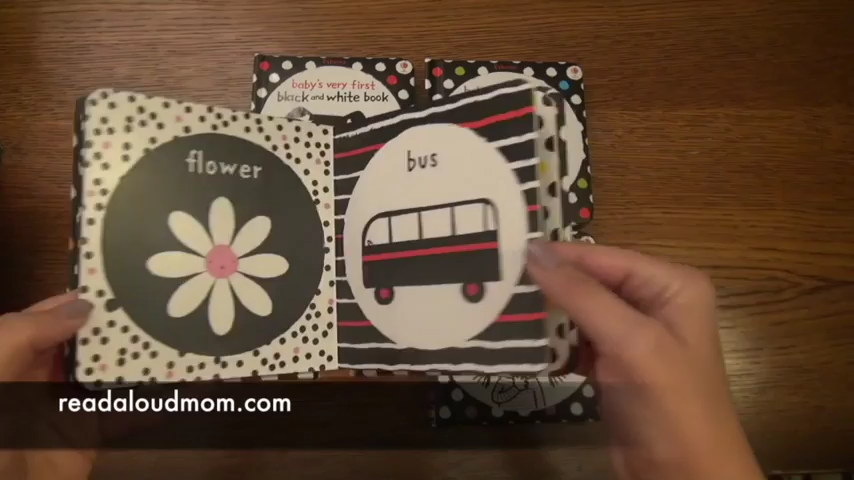 baby's very first
black and white book
flower
bus
readaloudmom.com